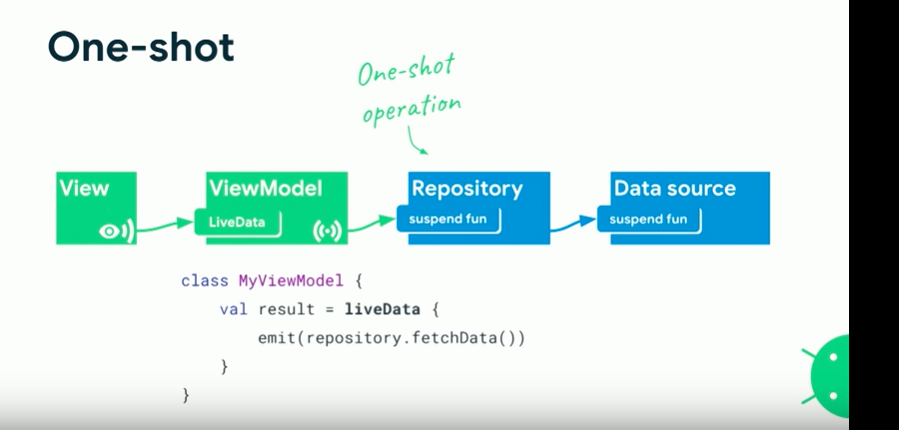 One-shot
One-shot
operation
View
ViewModel
LiveData
Repository
suspend fun
Data source
suspend fun
class MyViewModel {
    val result = liveData {
        emit(repository.fetchData())
    }
}